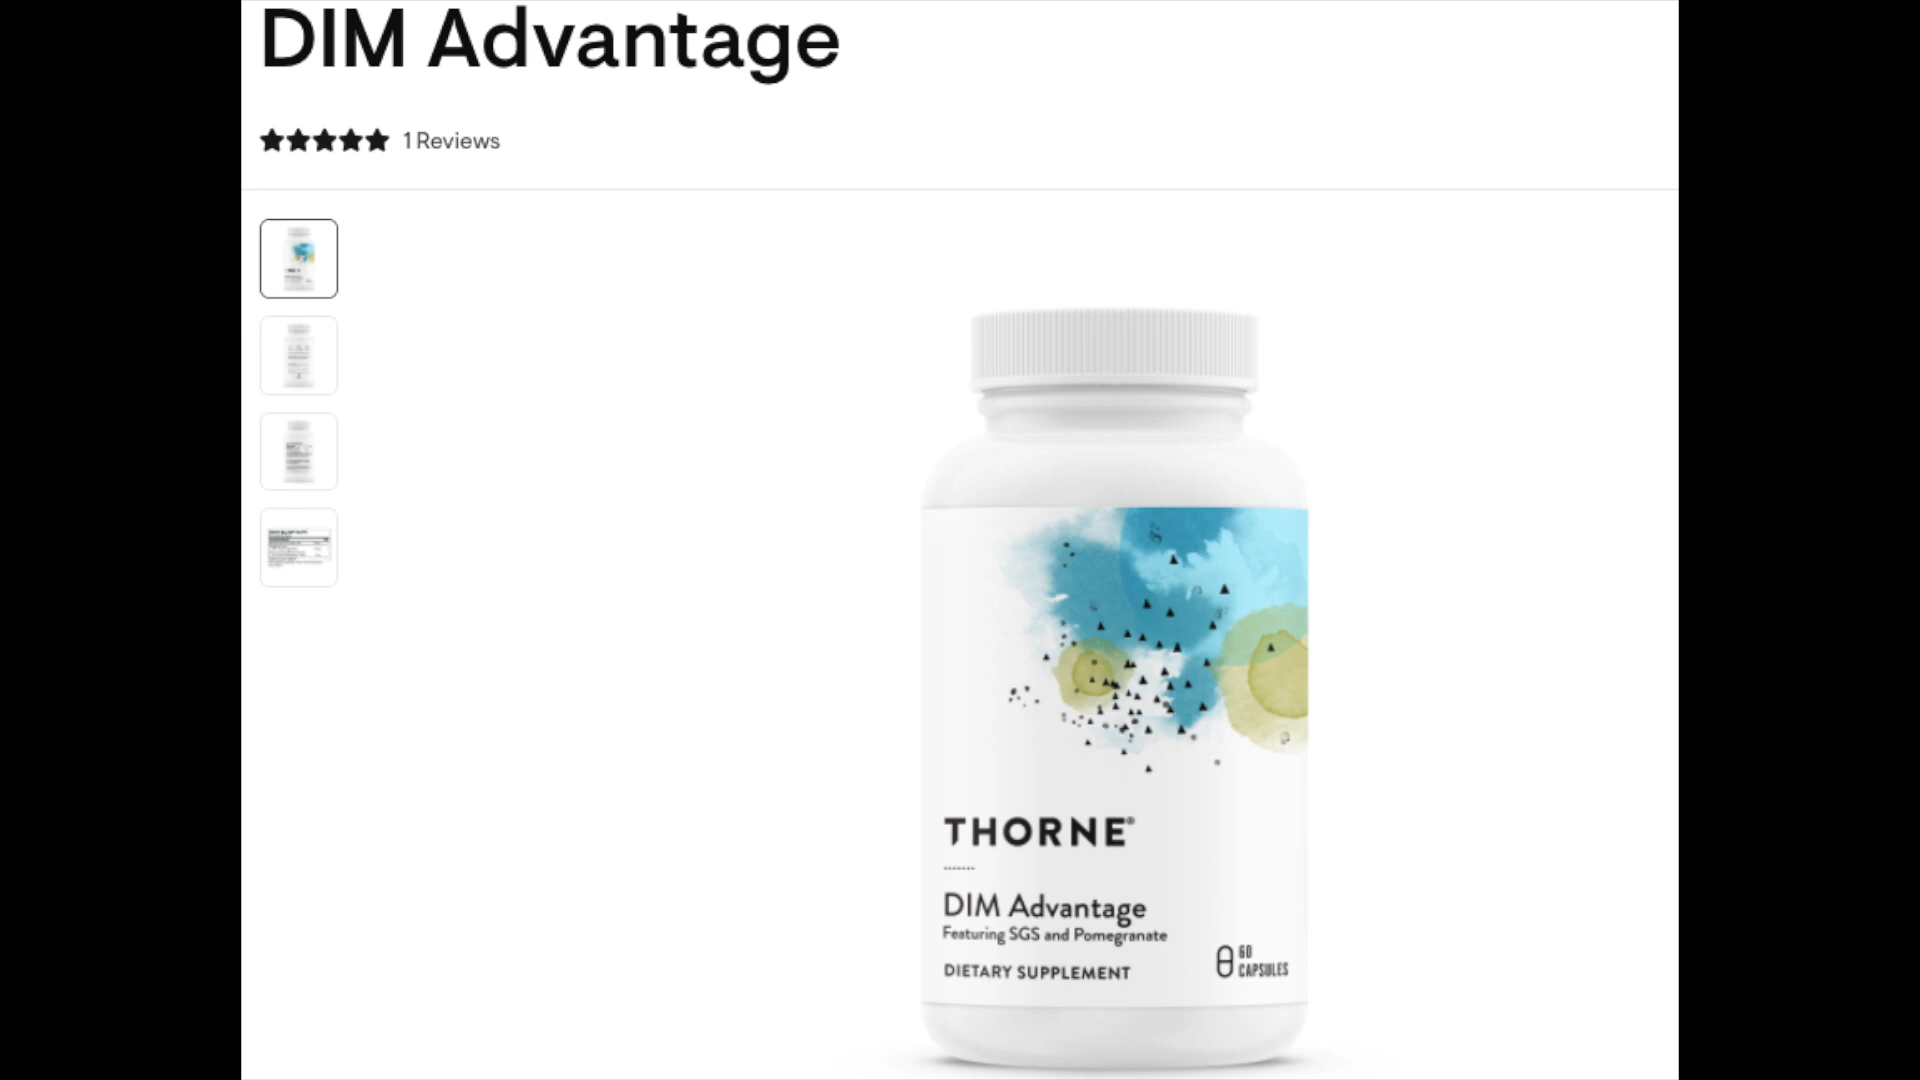 DIM Advantage
1 Reviews
THORNE®
DIM Advantage
Featuring SGS and Pomegranate
DIETARY SUPPLEMENT
60
CAPSULES